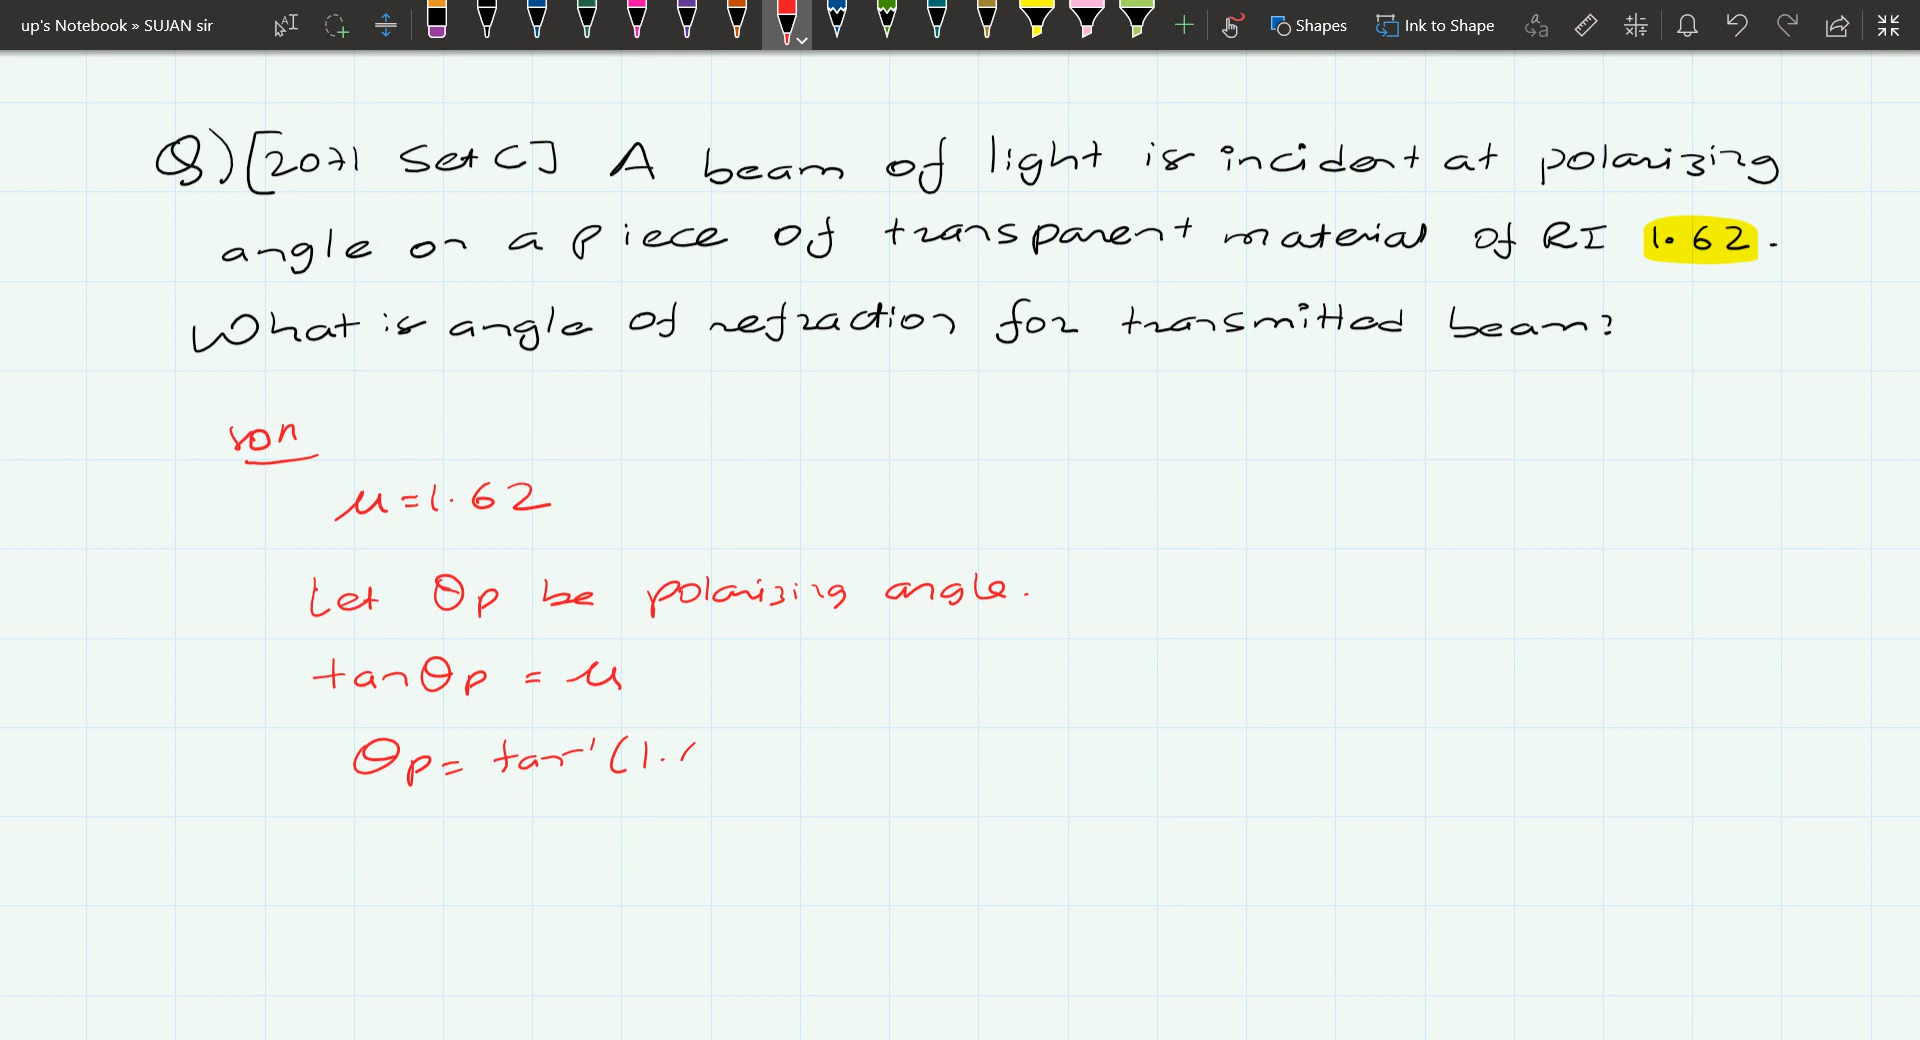 up's Notebook » SUJAN sir Shapes Ink to Shape
Q) [2071 Set C] A beam of light is incident at polarizing
angle on a piece of transparent material of RI 1.62.
What is angle of refraction for transmitted beam?
son
μ = 1.62
Let θp be polarizing angle.
tanθp = μ
θp = tan⁻¹(1.